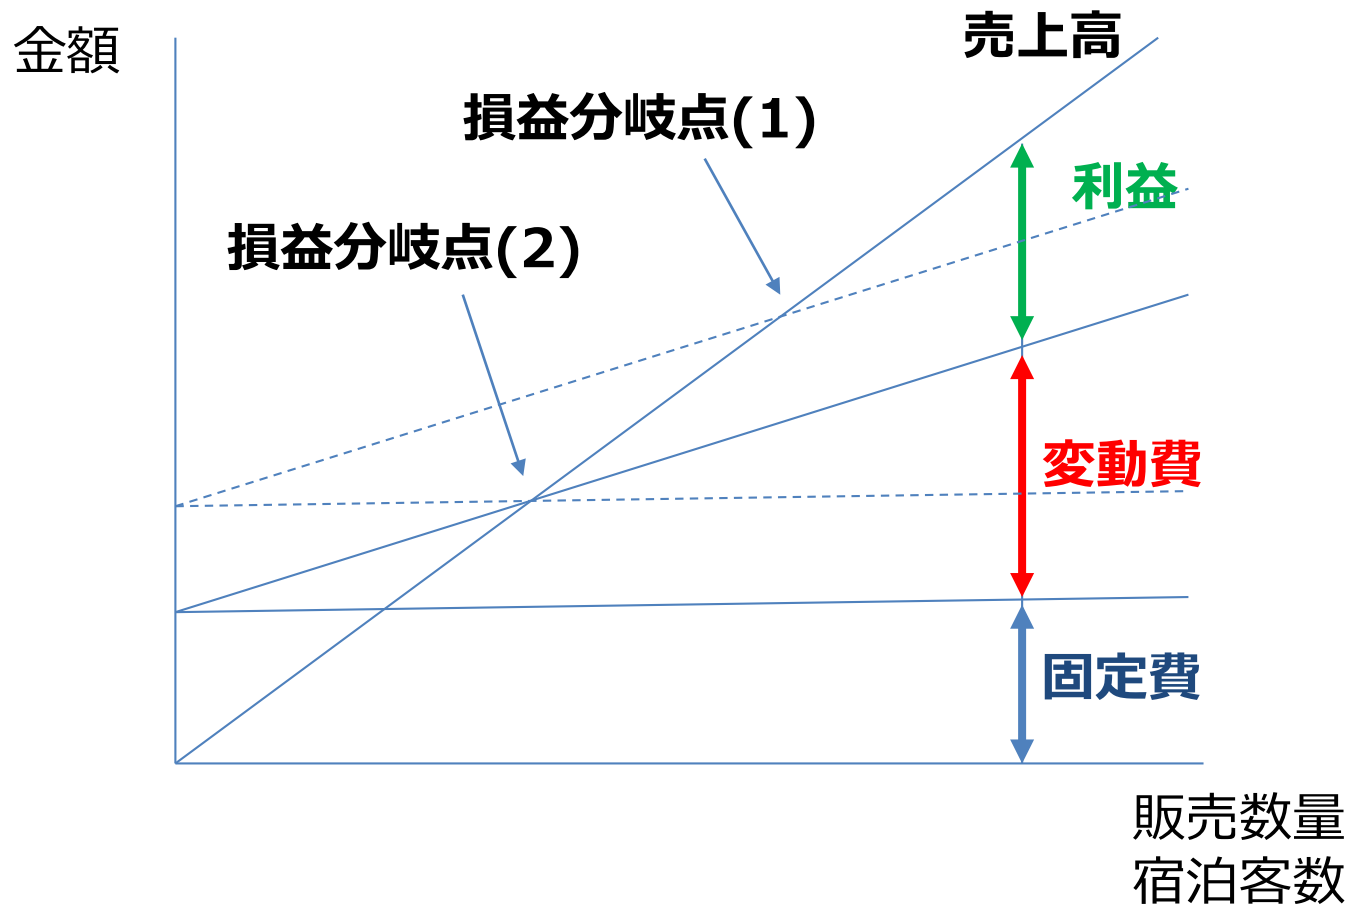 金額
売上高
損益分岐点(1)
利益
損益分岐点(2)
変動費
固定費
販売数量
宿泊客数